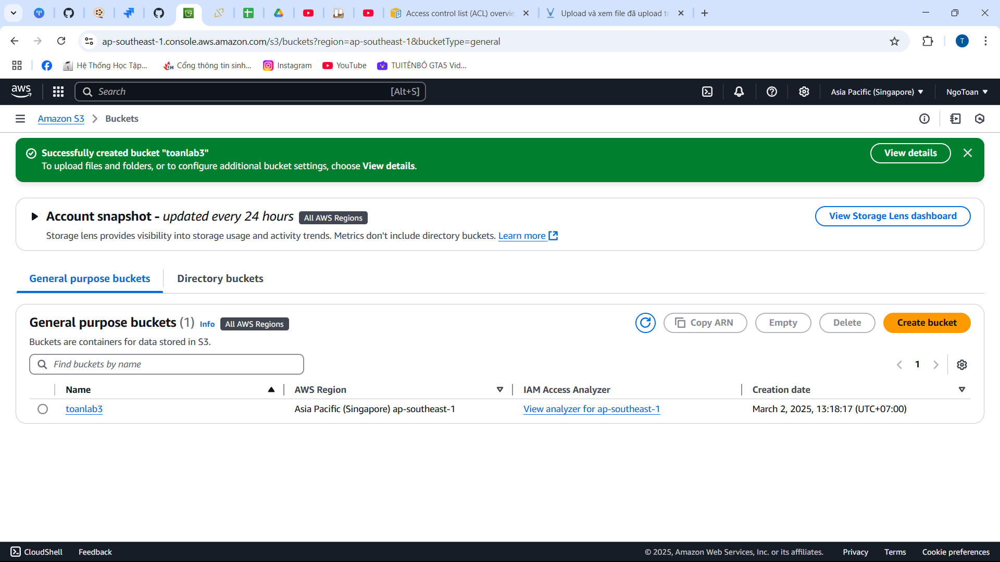 Access control list (ACL) overvie
Upload và xem file đã upload tr
ap-southeast-1.console.aws.amazon.com/s3/buckets?region=ap-southeast-1&bucketType=general
T
Hệ Thống Học Tập...
Cổng thông tin sinh...
Instagram
YouTube
TUITÊNBÔ GTA5 Vid...
aws
Search
[Alt+S]
Asia Pacific (Singapore)
NgoToan
Amazon S3
Buckets
Successfully created bucket "toanlab3"
To upload files and folders, or to configure additional bucket settings, choose View details.
View details
Account snapshot - updated every 24 hours
All AWS Regions
View Storage Lens dashboard
Storage lens provides visibility into storage usage and activity trends. Metrics don't include directory buckets. Learn more
General purpose buckets
Directory buckets
General purpose buckets (1)
Info
All AWS Regions
Copy ARN
Empty
Delete
Create bucket
Buckets are containers for data stored in S3.
Find buckets by name
1
Name
AWS Region
IAM Access Analyzer
Creation date
toanlab3
Asia Pacific (Singapore) ap-southeast-1
View analyzer for ap-southeast-1
March 2, 2025, 13:18:17 (UTC+07:00)
CloudShell
Feedback
© 2025, Amazon Web Services, Inc. or its affiliates.
Privacy
Terms
Cookie preferences